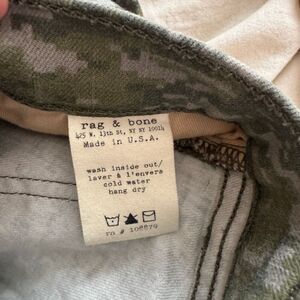 rag & bone
425 W. 13th St, NY NY 10014
Made in U.S.A.
wash inside out/
laver à l'envers
cold water
hang dry
rn # 108879